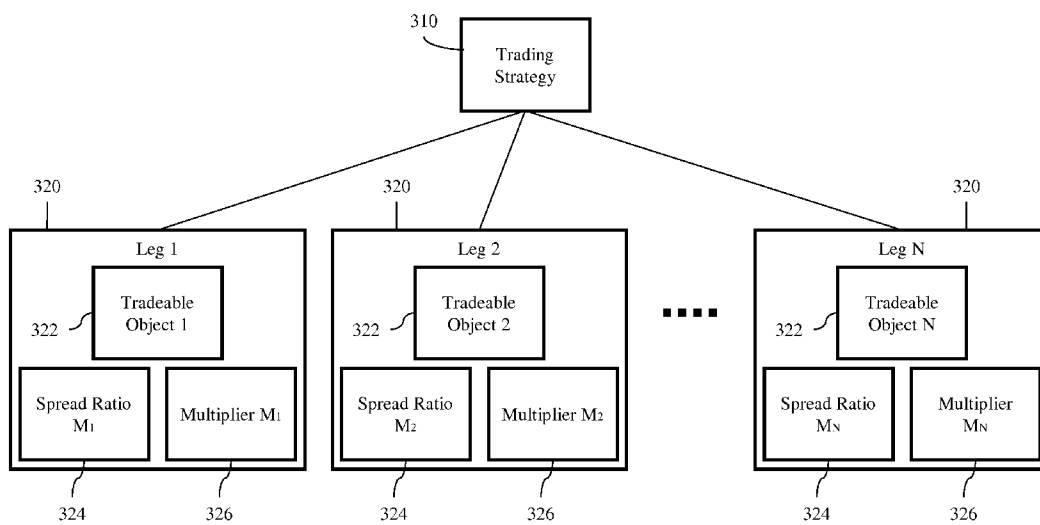 310
Trading
Strategy
320
320
320
Leg 1
Leg 2
Leg N
322
Tradeable
Object 1
322
Tradeable
Object 2
322
Tradeable
Object N
Spread Ratio
M1
Multiplier M1
Spread Ratio
M2
Multiplier M2
Spread Ratio
MN
Multiplier
MN
324
326
324
326
324
326